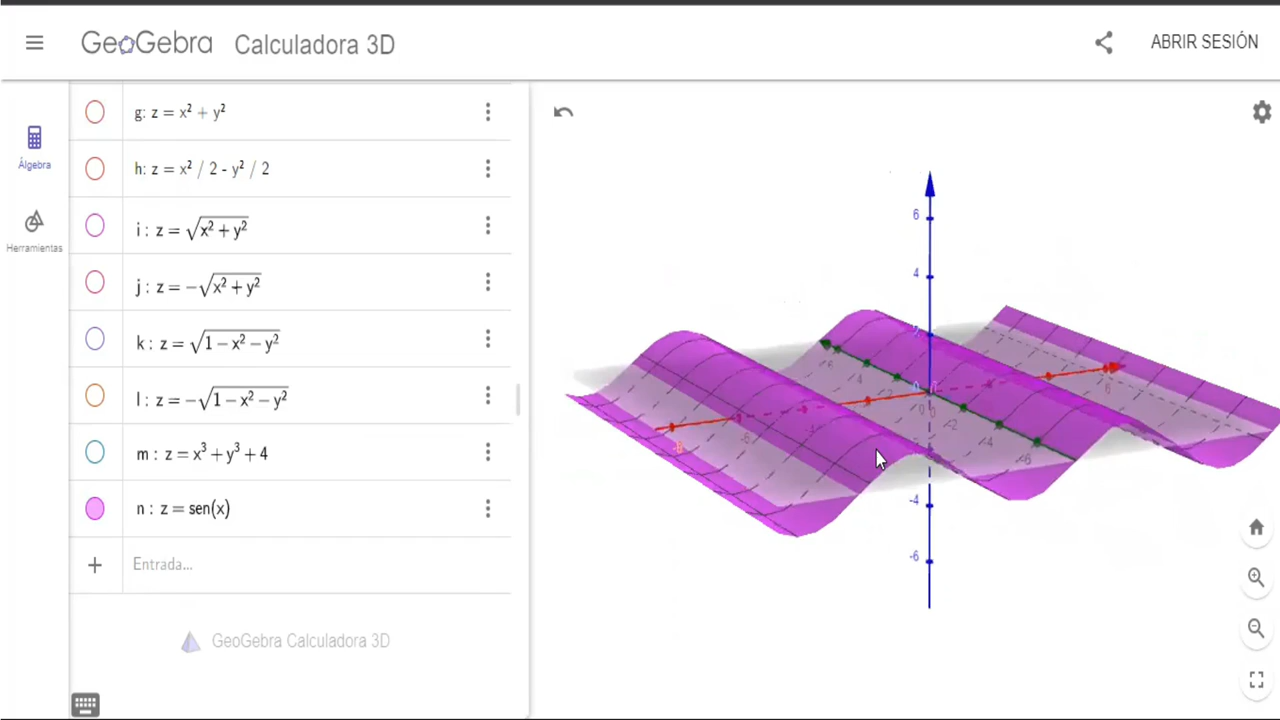 GeoGebra Calculadora 3D
ABRIR SESIÓN
Álgebra
Herramientas
g: z = x² + y²
h: z = x² / 2 - y² / 2
i : z = √(x² + y²)
j : z = −√(x² + y²)
k : z = √(1 − x² − y²)
l : z = −√(1 − x² − y²)
m : z = x³ + y³ + 4
n : z = sen(x)
Entrada...
GeoGebra Calculadora 3D
6
4
0
-4
-6